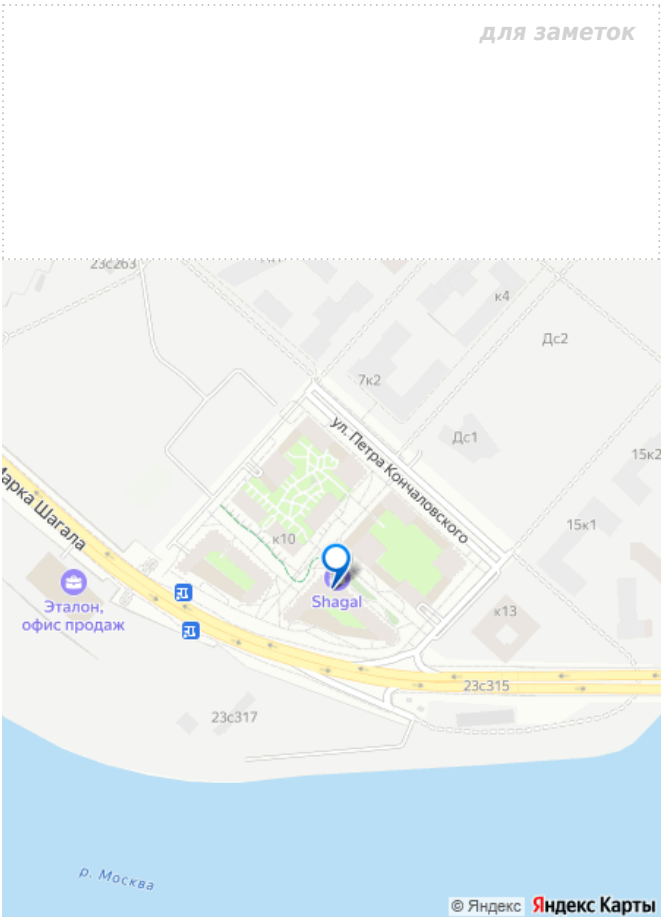 для заметок
23с263
к4
Дс2
7к2
ул. Петра Кончаловского
Дс1
15к2
Марка Шагала
15к1
к10
Эталон,
офис продаж
Shagal
к13
23с315
23с317
р. Москва
© Яндекс Яндекс Карты